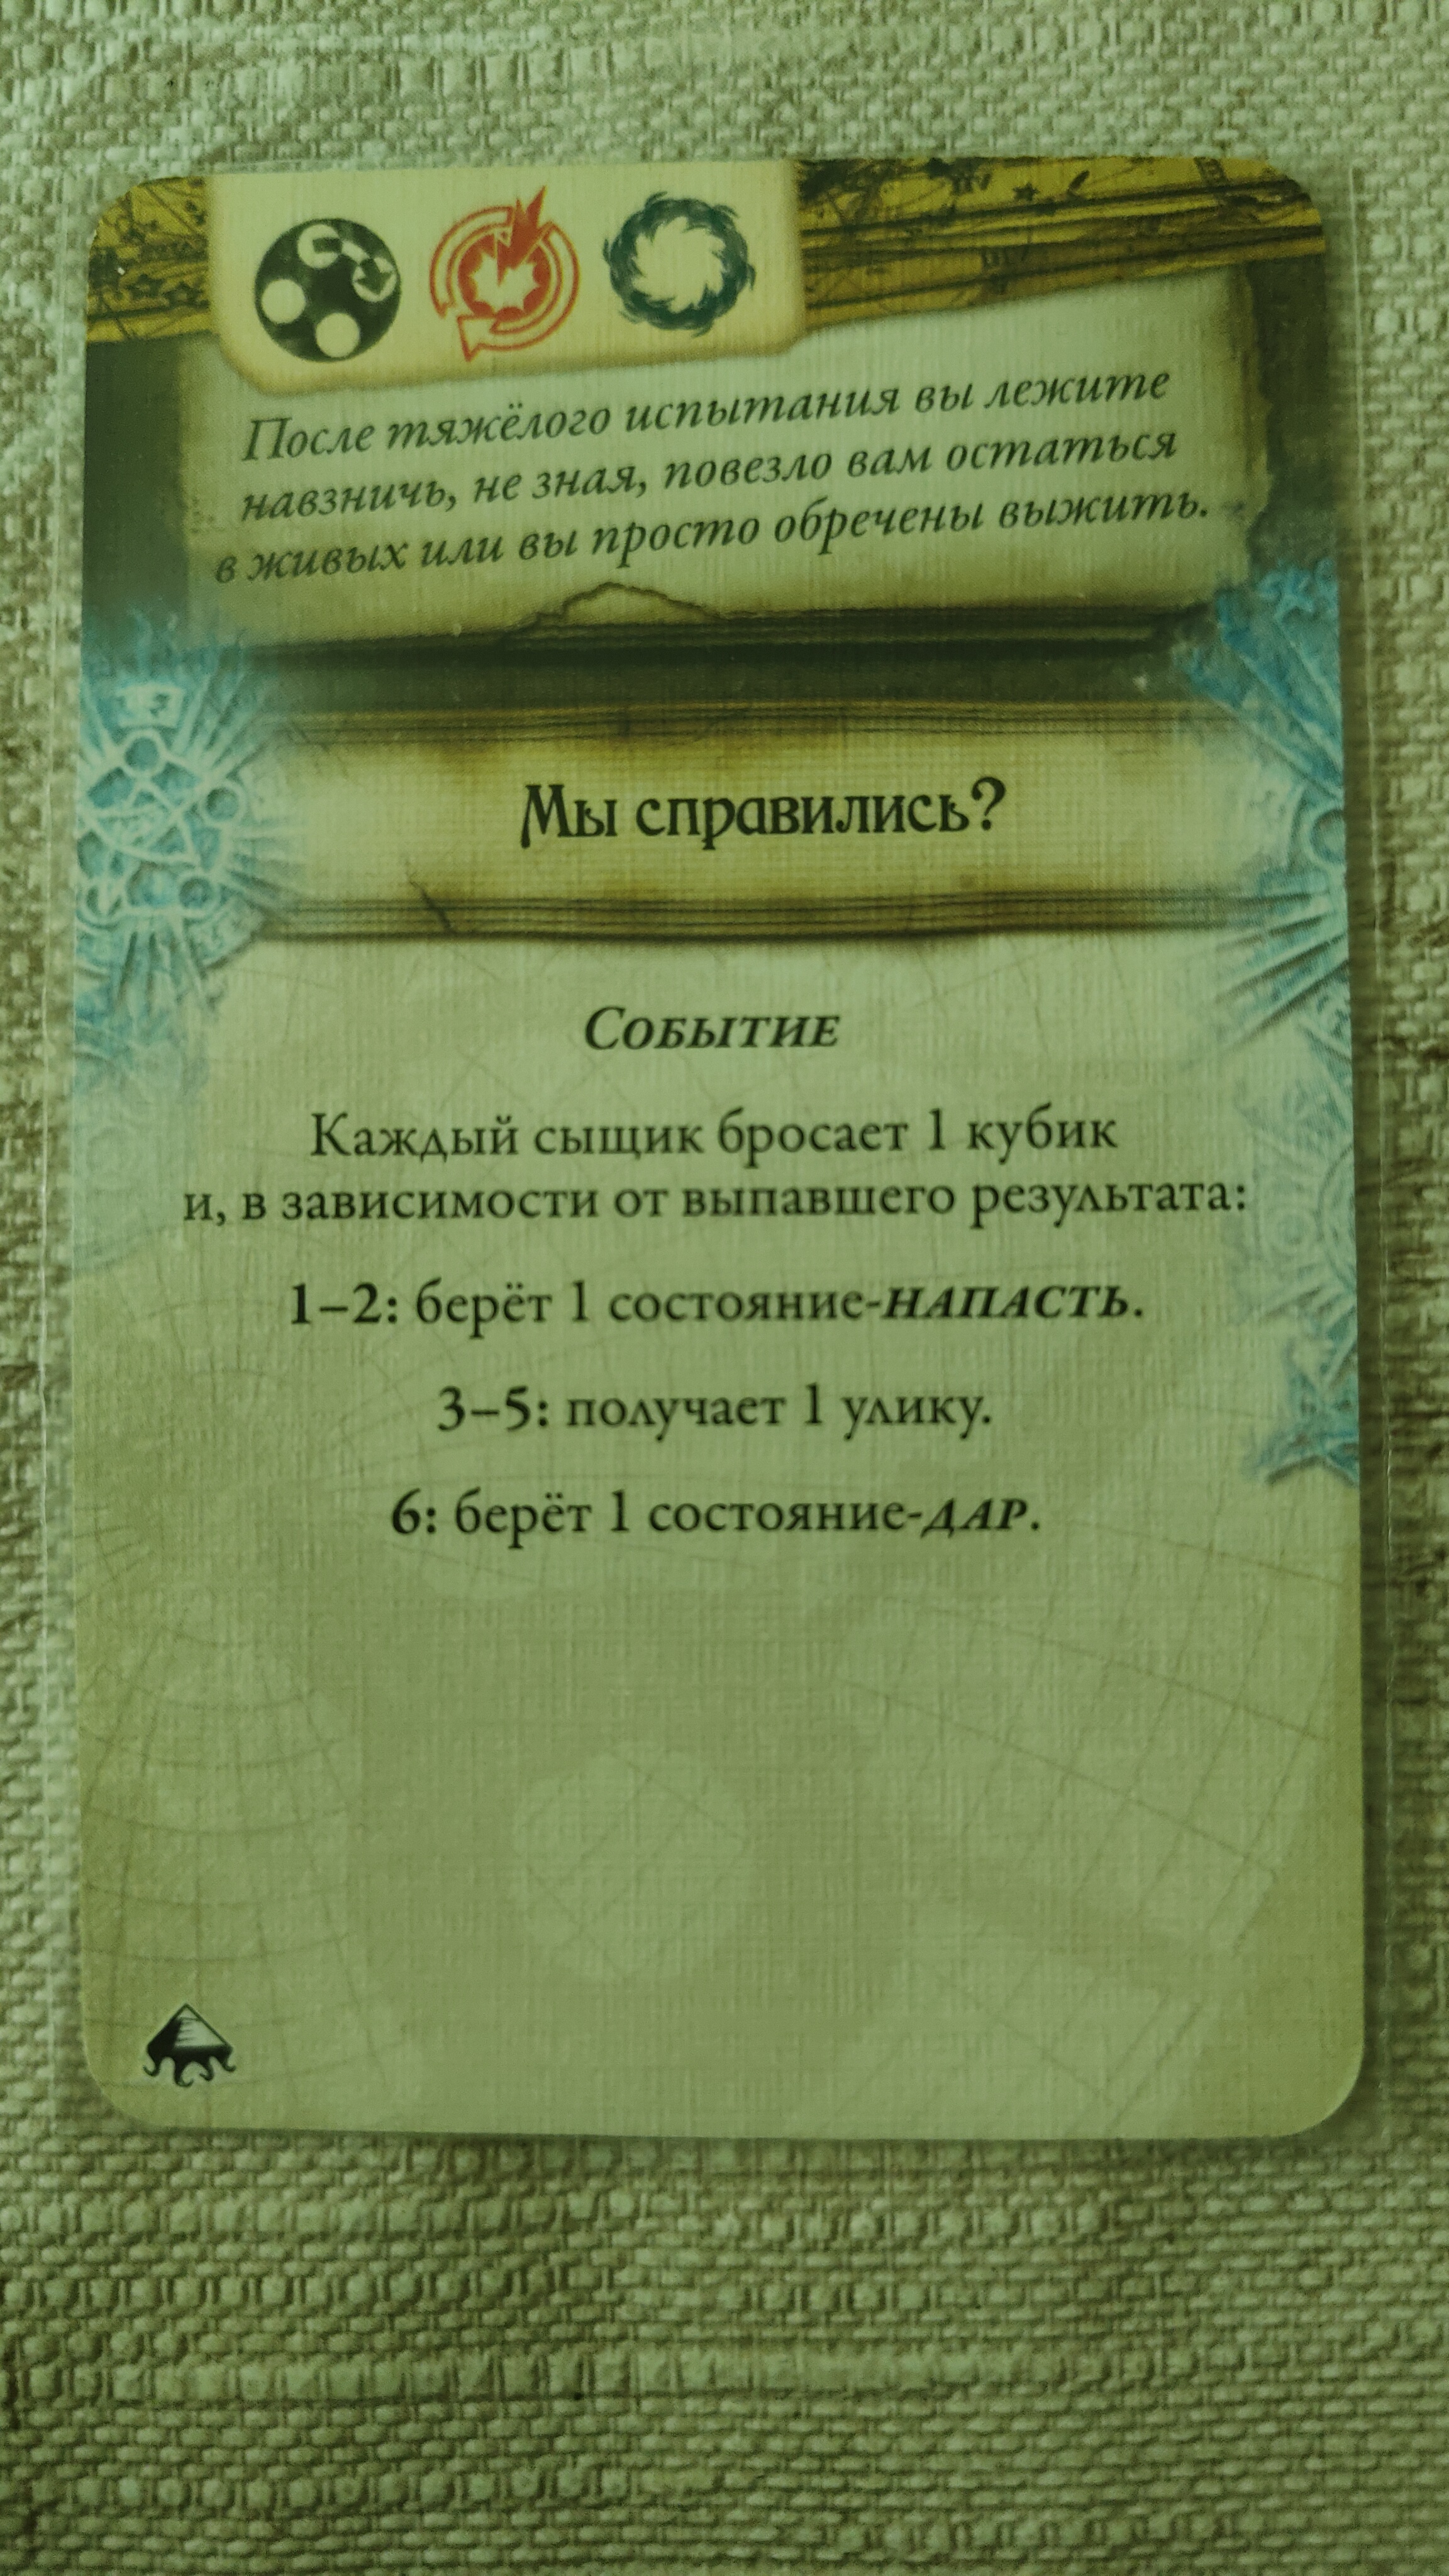 После тяжёлого испытания вы лежите
навзничь, не зная, повезло вам остаться
в живых или вы просто обречены выжить.
Мы справились?
Событие
Каждый сыщик бросает 1 кубик
и, в зависимости от выпавшего результата:
1–2: берёт 1 состояние-НАПАСТЬ.
3–5: получает 1 улику.
6: берёт 1 состояние-ДАР.